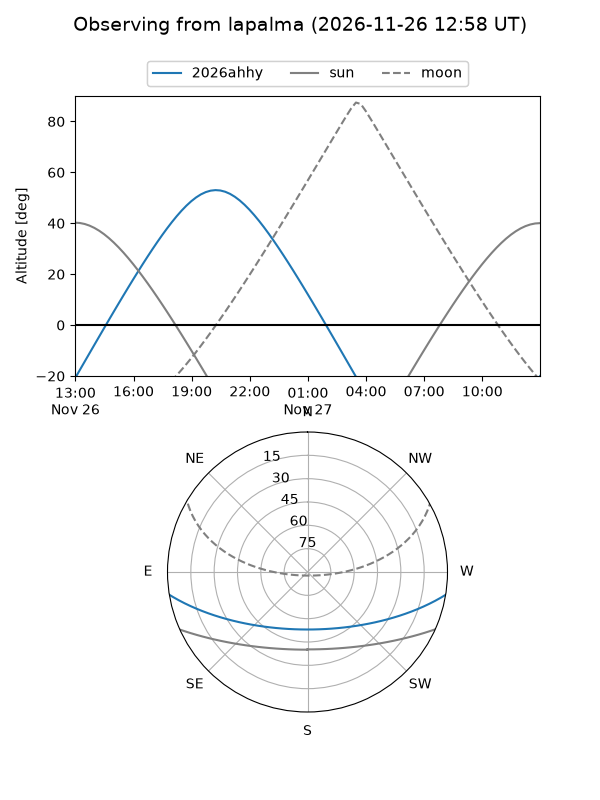 Observing from lapalma (2026-11-26 12:58 UT)
2026ahhy sun moon
Altitude [deg]
80
60
40
20
0
−20
13:00 16:00 19:00 22:00 01:00 04:00 07:00 10:00
Nov 26 Nov 27
N
NE NW
15
30
45
60
75
E W
SE SW
S